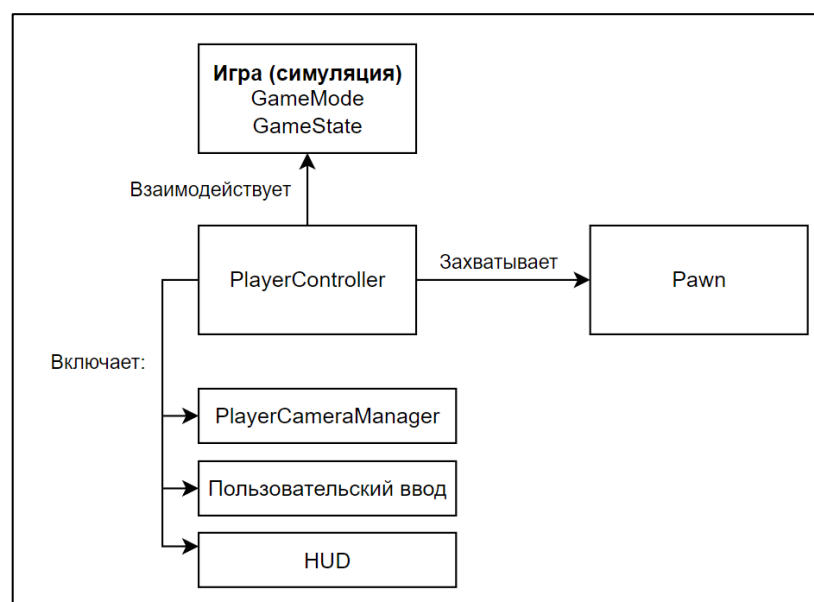 Игра (симуляция)
GameMode
GameState
Взаимодействует
PlayerController
Захватывает
Pawn
Включает:
PlayerCameraManager
Пользовательский ввод
HUD